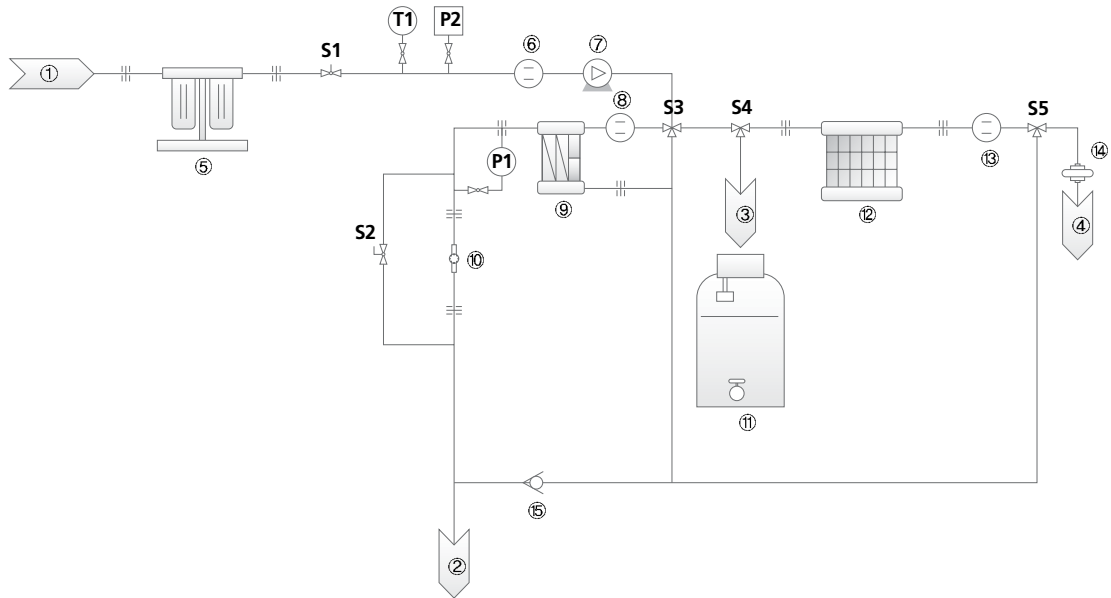 T1 P2
S1
⑥ ⑦
①
⑧ S3 S4 S5
⑤ P1 ⑬ ⑭
⑨ ③ ⑫ ④
S2
⑩
⑪
⑮
②